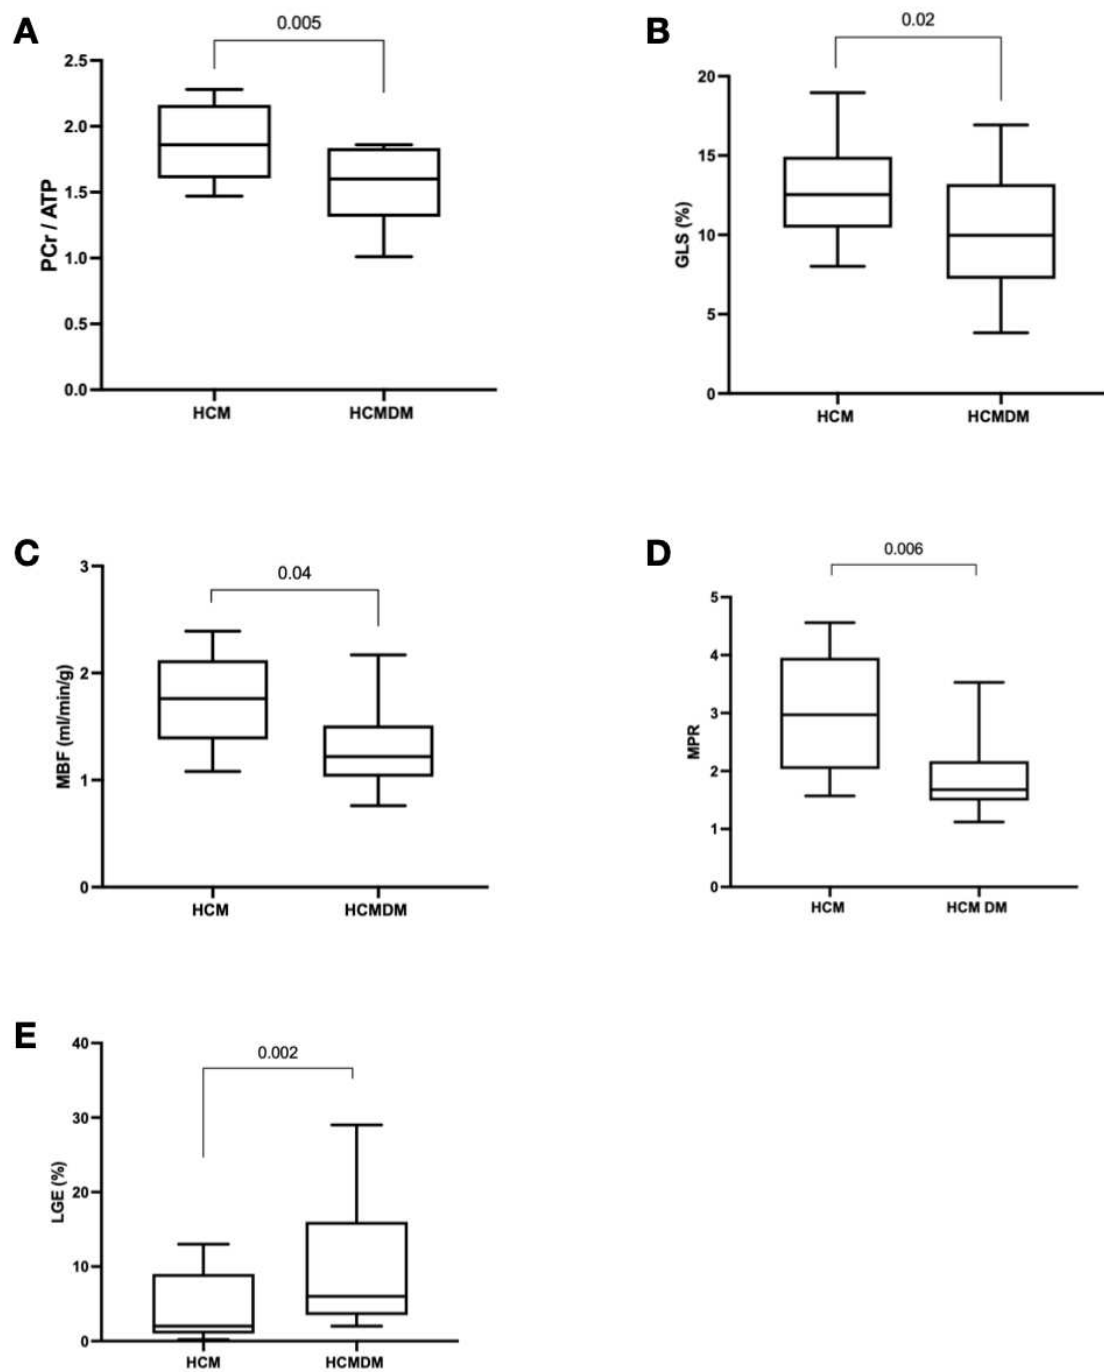 A
0.005
2.5
2.0
1.5
1.0
0.5
0.0
PCr / ATP
HCM
HCMDM
B
0.02
20
15
10
5
0
GLS (%)
HCM
HCMDM
C
0.04
3
2
1
0
MBF (ml/min/g)
HCM
HCMDM
D
0.006
5
4
3
2
1
0
MPR
HCM
HCM DM
E
0.002
40
30
20
10
0
LGE (%)
HCM
HCMDM